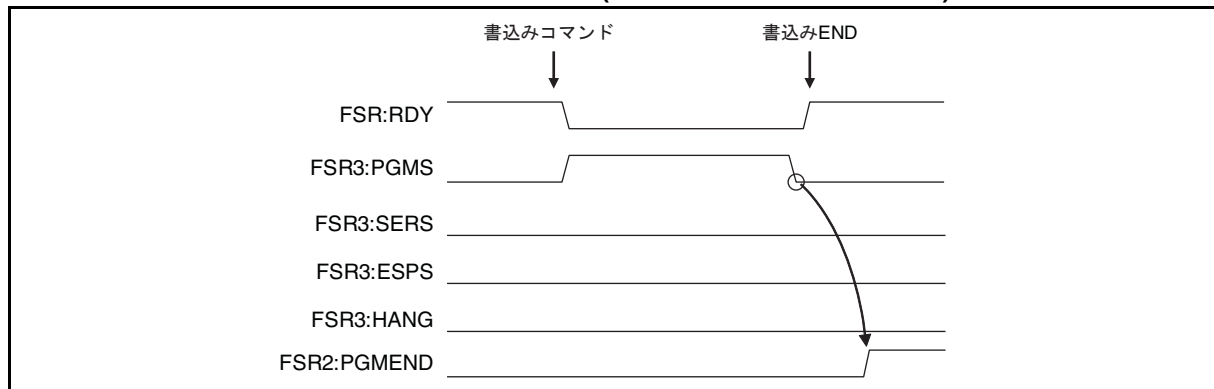 書込みコマンド 書込みEND
FSR:RDY
FSR3:PGMS
FSR3:SERS
FSR3:ESPS
FSR3:HANG
FSR2:PGMEND